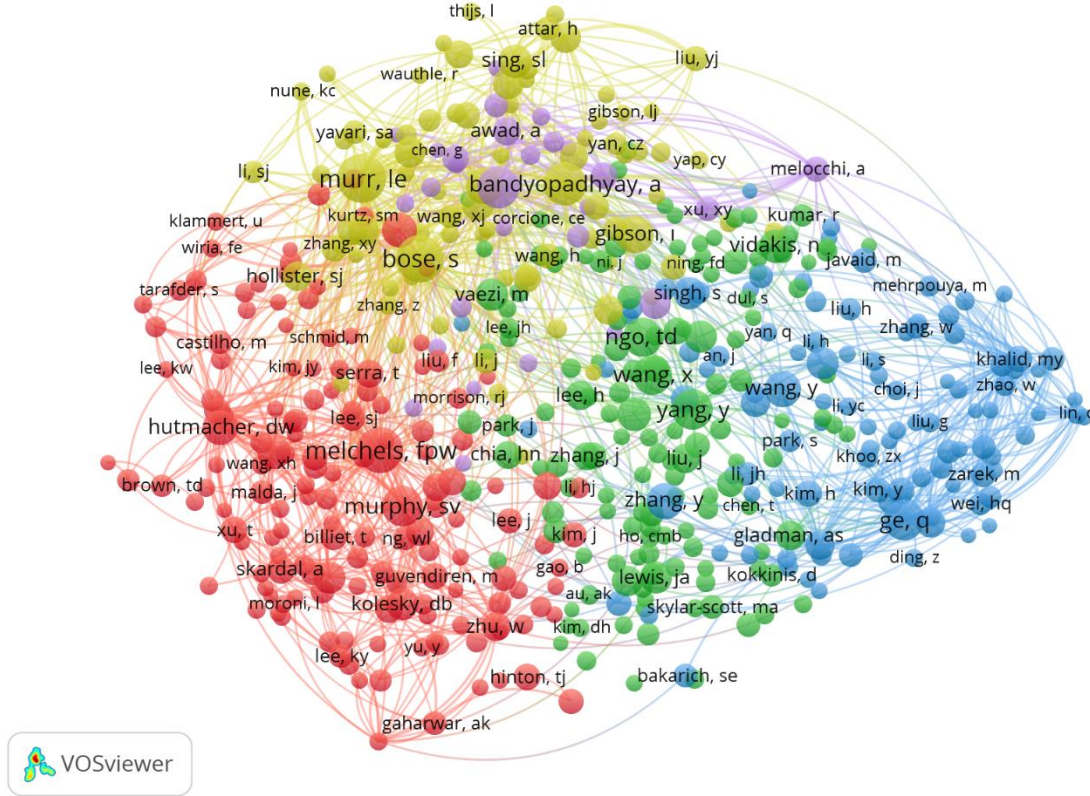 thijs, l
attar, h
sing, sl
liu, yj
wauthle, r
nune, kc
gibson, lj
yavari, sa
awad, a
yan, cz
chen, g
yap, cy
li, sj
murr, le
bandyopadhyay, a
melocchi, a
klammert, u
kurtz, sm
wang, xj
corcione, ce
xu, xy
kumar, r
wiria, fe
zhang, xy
gibson, i
vidakis, n
bose, s
wang, h
ni, j
ning, fd
javaid, m
hollister, sj
tarafder, s
vaezi, m
singh, s
dul, s
mehrpouya, m
zhang, z
liu, h
castilho, m
schmid, m
lee, jh
ngo, td
yan, q
zhang, w
lee, kw
kim, jy
serra, t
liu, f
li, j
an, j
li, h
li, s
khalid, my
zhao, w
morrison, rj
lee, h
wang, x
wang, y
choi, j
hutmacher, dw
lee, sj
park, j
yang, y
li, yc
liu, g
lin, c
melchels, fpw
chia, hn
zhang, j
liu, j
park, s
khoo, zx
wang, xh
brown, td
malda, j
li, hj
li, jh
zarek, m
murphy, sv
zhang, y
chen, t
kim, h
kim, y
wei, hq
xu, t
billiet, t
ng, wl
lee, j
kim, j
ho, cmb
gladman, as
ge, q
ding, z
skardal, a
guvendiren, m
gao, b
lewis, ja
kokkinis, d
moroni, l
kolesky, db
au, ak
skylar-scott, ma
zhu, w
kim, dh
lee, ky
yu, y
hinton, tj
bakarich, se
gaharwar, ak
VOSviewer